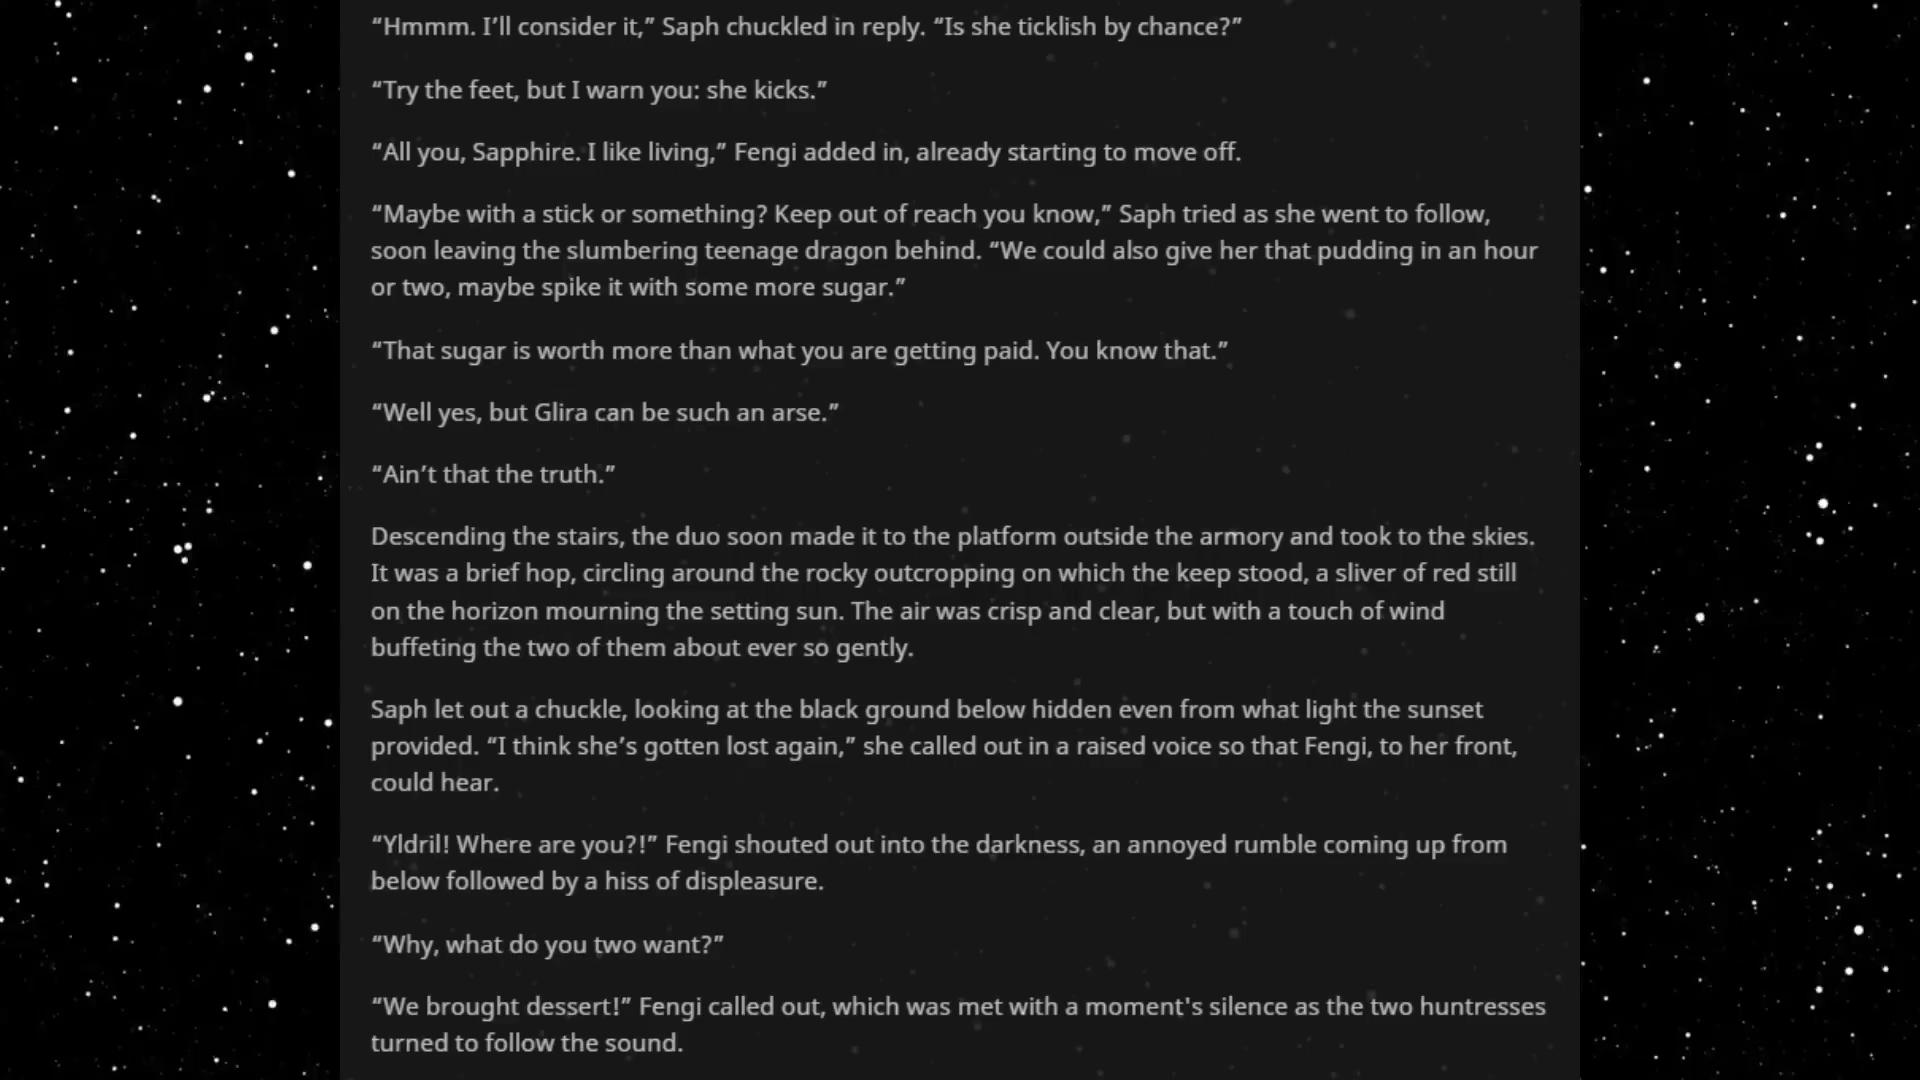 “Hmmm. I’ll consider it,” Saph chuckled in reply. “Is she ticklish by chance?”
“Try the feet, but I warn you: she kicks.”
“All you, Sapphire. I like living,” Fengi added in, already starting to move off.
“Maybe with a stick or something? Keep out of reach you know,” Saph tried as she went to follow,
soon leaving the slumbering teenage dragon behind. “We could also give her that pudding in an hour
or two, maybe spike it with some more sugar.”
“That sugar is worth more than what you are getting paid. You know that.”
“Well yes, but Glira can be such an arse.”
“Ain’t that the truth.”
Descending the stairs, the duo soon made it to the platform outside the armory and took to the skies.
It was a brief hop, circling around the rocky outcropping on which the keep stood, a sliver of red still
on the horizon mourning the setting sun. The air was crisp and clear, but with a touch of wind
buffeting the two of them about ever so gently.
Saph let out a chuckle, looking at the black ground below hidden even from what light the sunset
provided. “I think she’s gotten lost again,” she called out in a raised voice so that Fengi, to her front,
could hear.
“Yldril! Where are you?!” Fengi shouted out into the darkness, an annoyed rumble coming up from
below followed by a hiss of displeasure.
“Why, what do you two want?”
“We brought dessert!” Fengi called out, which was met with a moment's silence as the two huntresses
turned to follow the sound.